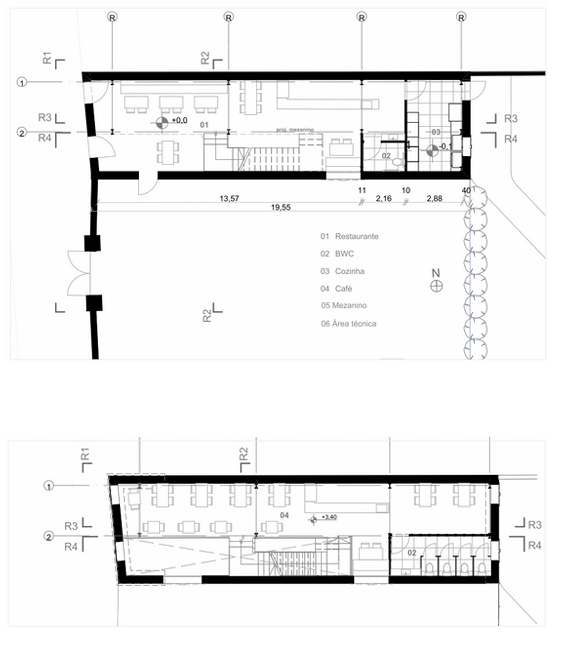 R R R R
R1
R2
1
R3
2
R4
+0,0
01
proj. mezanino
02
03
-0,1
R3
R4
11 10 40
13,57 2,16 2,88
19,55
01 Restaurante
02 BWC
03 Cozinha
04 Café
05 Mezanino
06 Área técnica
N
R2
R1
R2
1
04
+3,40
R3
2
R4
02
R3
R4